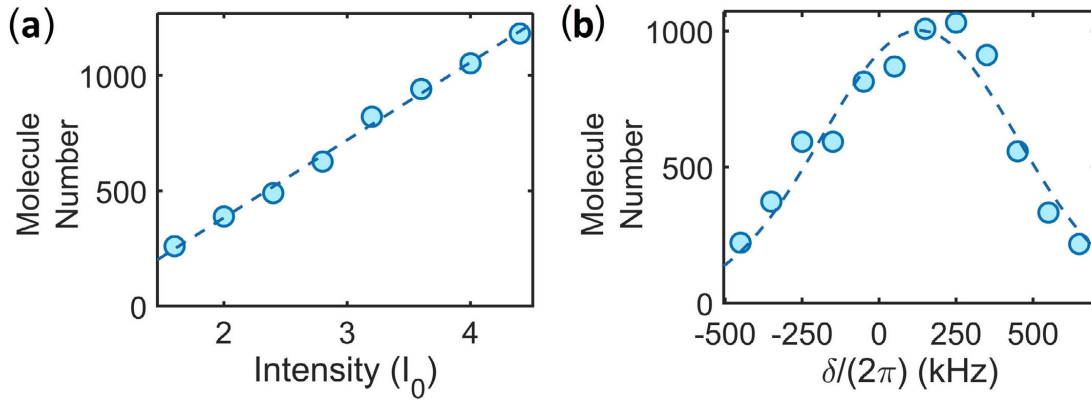 (a)
Molecule
Number
1000
500
0
2 3 4
Intensity (I₀)
(b)
Molecule
Number
1000
500
0
-500 -250 0 250 500
δ/(2π) (kHz)